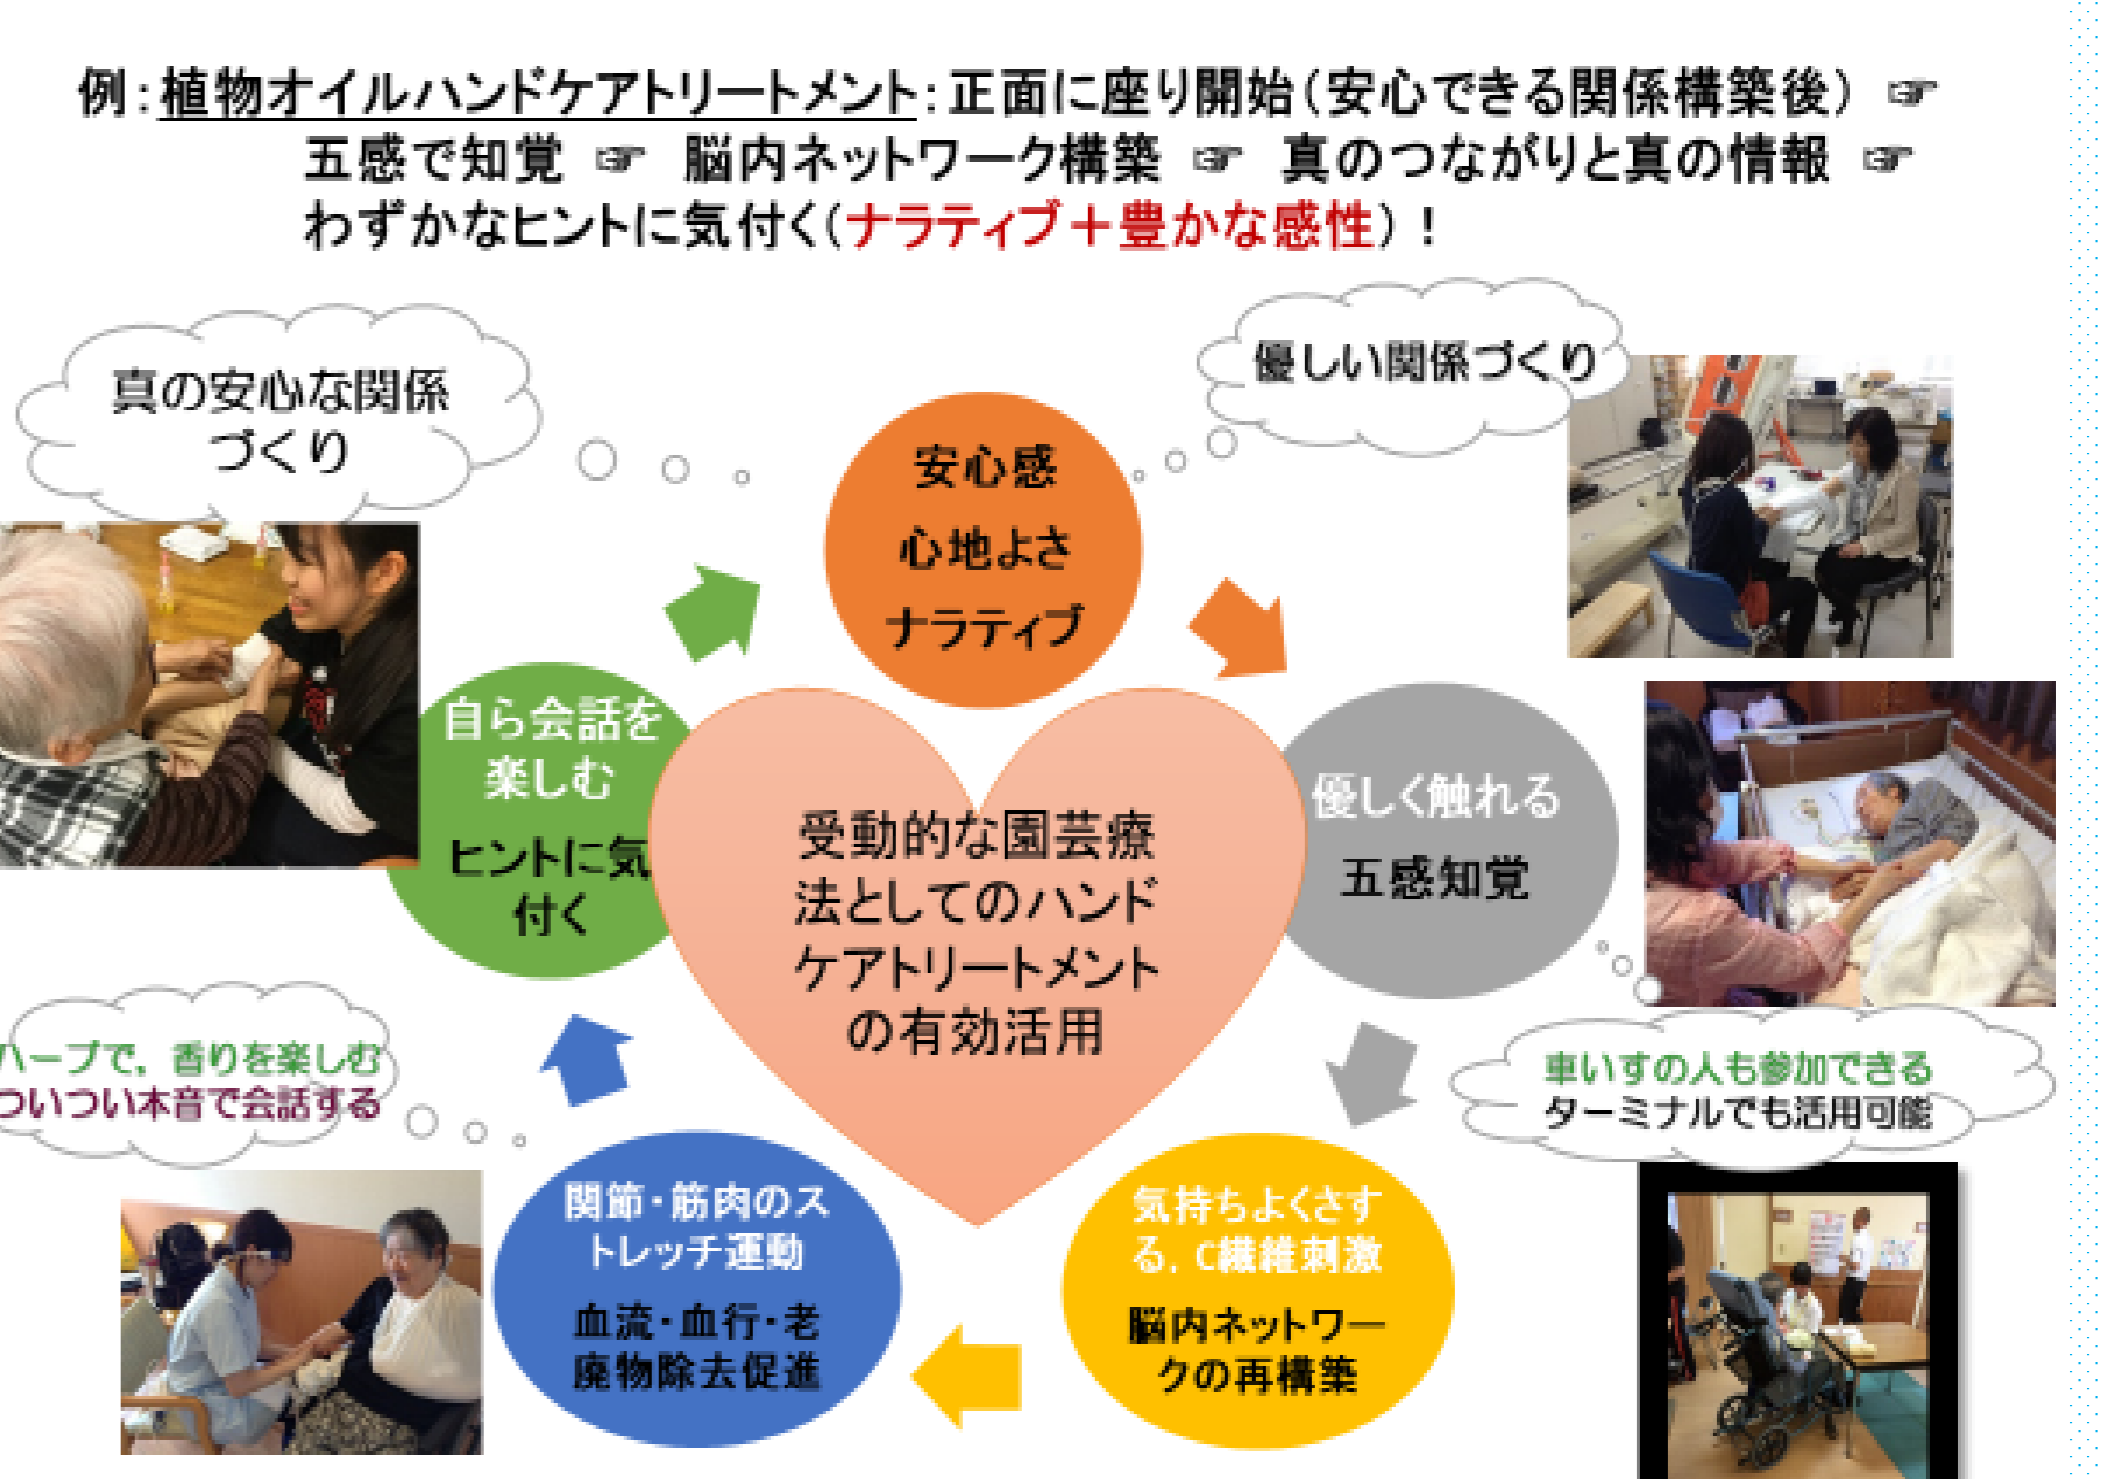 例：植物オイルハンドケアトリートメント：正面に座り開始（安心できる関係構築後） ☞
五感で知覚 ☞ 脳内ネットワーク構築 ☞ 真のつながりと真の情報 ☞
わずかなヒントに気付く（ナラティブ＋豊かな感性）！
真の安心な関係
づくり
優しい関係づくり
安心感
心地よさ
ナラティブ
自ら会話を
楽しむ
ヒントに気
付く
受動的な園芸療
法としてのハンド
ケアトリートメント
の有効活用
優しく触れる
五感知覚
ハーブで，香りを楽しむ
ついつい本音で会話する
車いすの人も参加できる
ターミナルでも活用可能
関節・筋肉のス
トレッチ運動
血流・血行・老
廃物除去促進
気持ちよくさす
る，C繊維刺激
脳内ネットワー
クの再構築